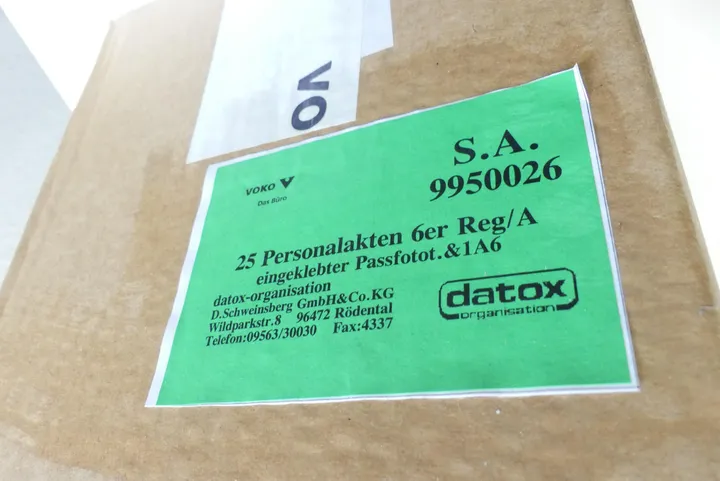 VO
VOKO
Das Büro
S.A.
9950026
25 Personalakten 6er Reg/A
eingeklebter Passfotot.&1A6
datox-organisation
D.Schweinsberg GmbH&Co.KG
Wildparkstr.8 96472 Rödental
Telefon:09563/30030 Fax:4337
datox
organisation